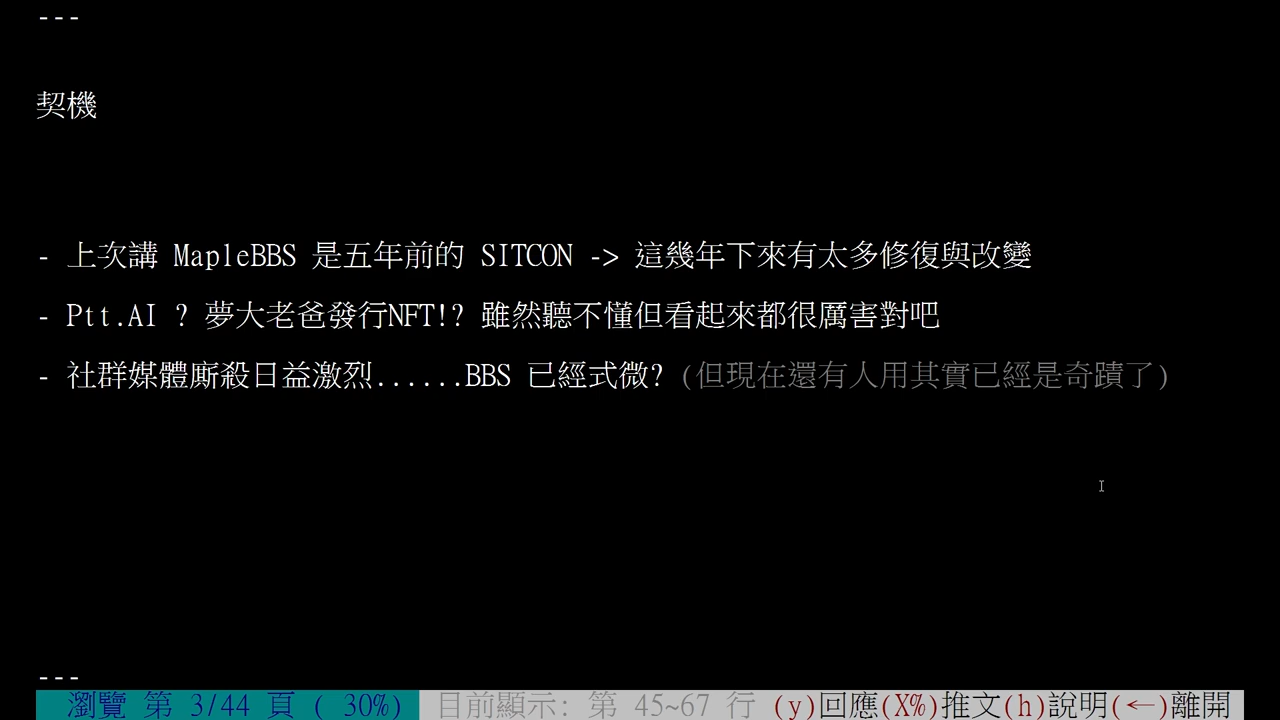 ---
契機
- 上次講 MapleBBS 是五年前的 SITCON -> 這幾年下來有太多修復與改變
- Ptt.AI ? 夢大老爸發行NFT!? 雖然聽不懂但看起來都很厲害對吧
- 社群媒體廝殺日益激烈......BBS 已經式微? (但現在還有人用其實已經是奇蹟了)
---
瀏覽 第 3/44 頁 ( 30%) 目前顯示: 第 45~67 行 (y)回應(X%)推文(h)說明(←)離開